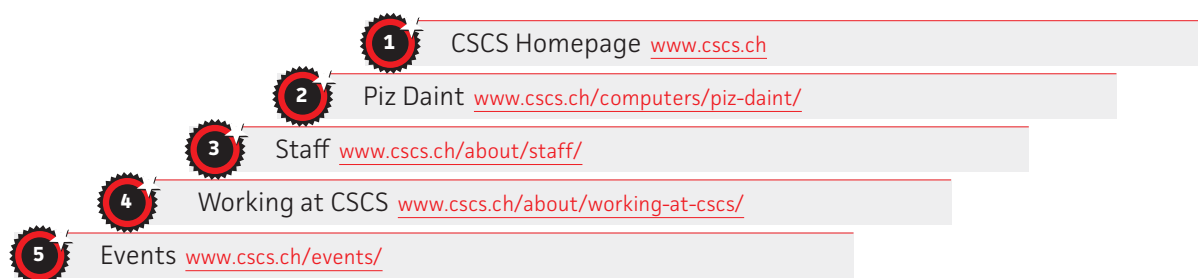 1 CSCS Homepage www.cscs.ch
2 Piz Daint www.cscs.ch/computers/piz-daint/
3 Staff www.cscs.ch/about/staff/
4 Working at CSCS www.cscs.ch/about/working-at-cscs/
5 Events www.cscs.ch/events/